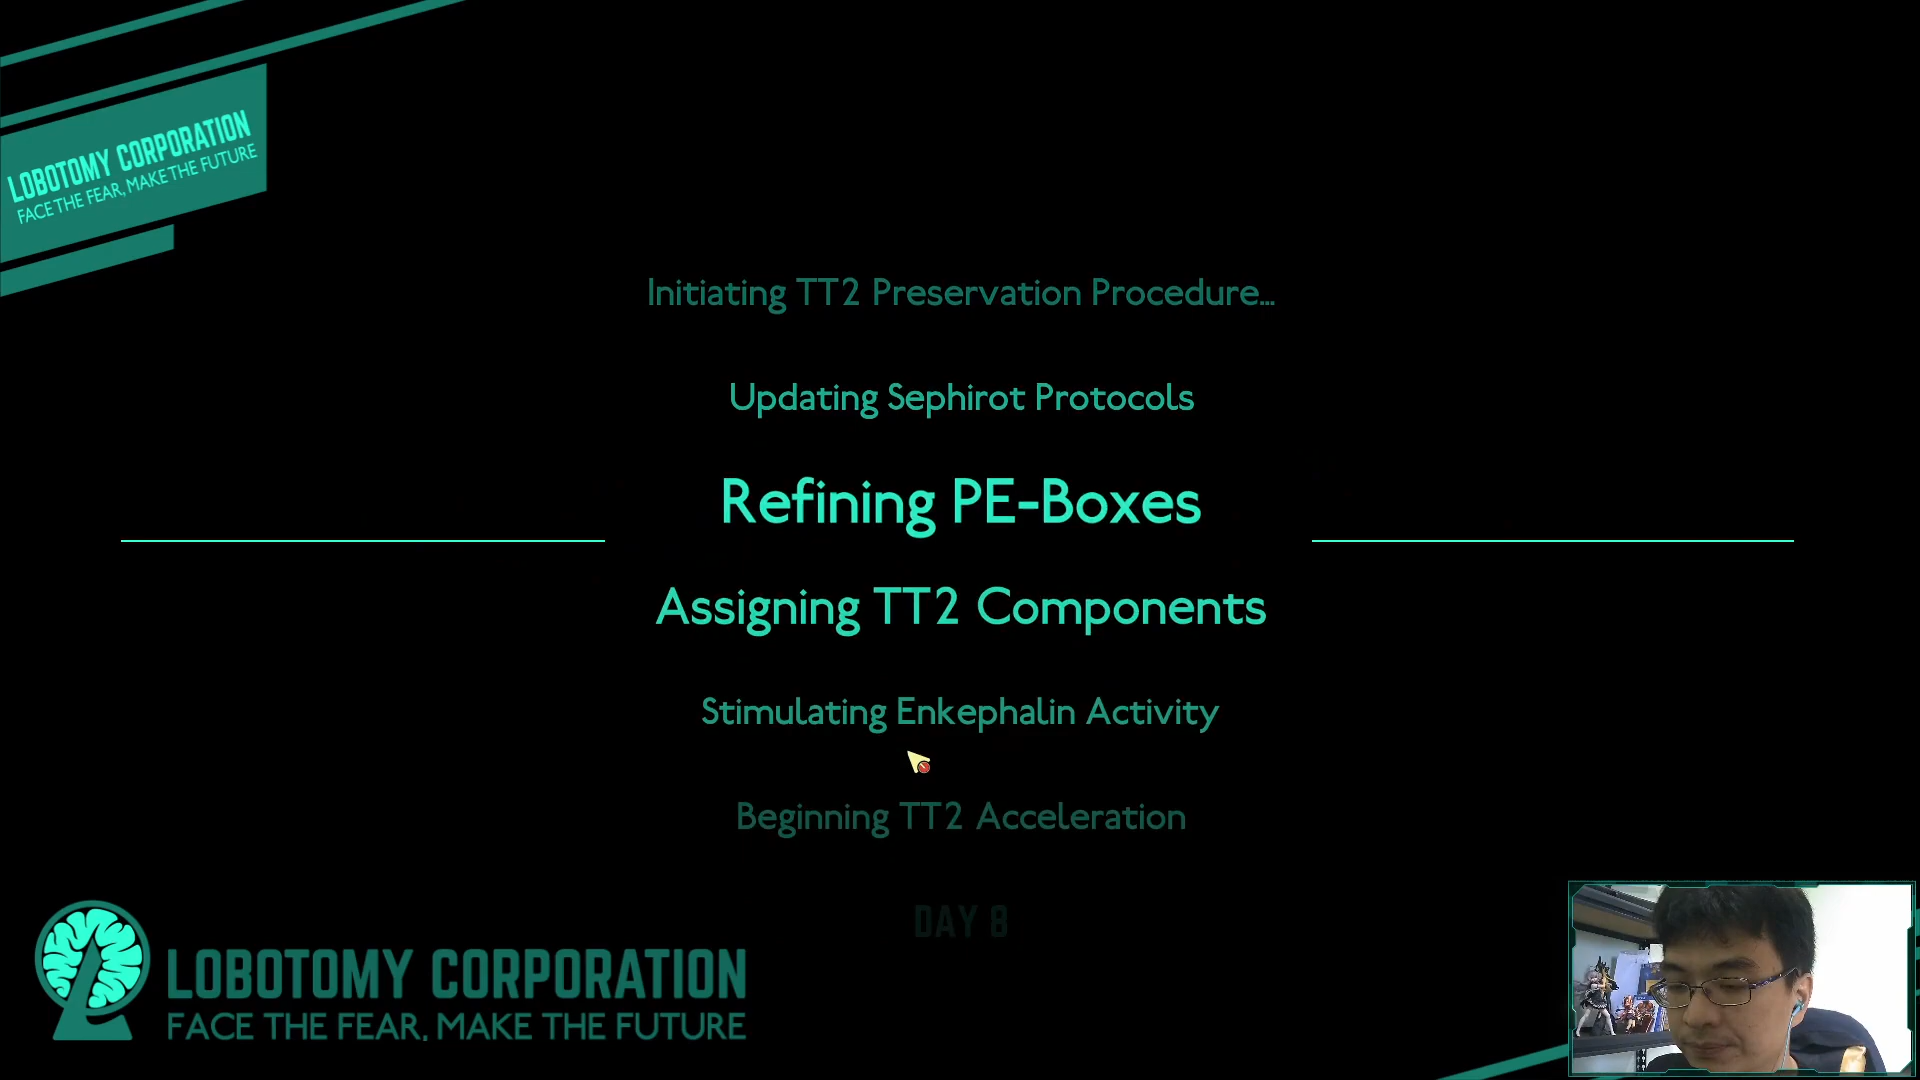 LOBOTOMY CORPORATION
FACE THE FEAR, MAKE THE FUTURE
Initiating TT2 Preservation Procedure...
Updating Sephirot Protocols
Refining PE-Boxes
Assigning TT2 Components
Stimulating Enkephalin Activity
Beginning TT2 Acceleration
DAY 8
LOBOTOMY CORPORATION
FACE THE FEAR, MAKE THE FUTURE